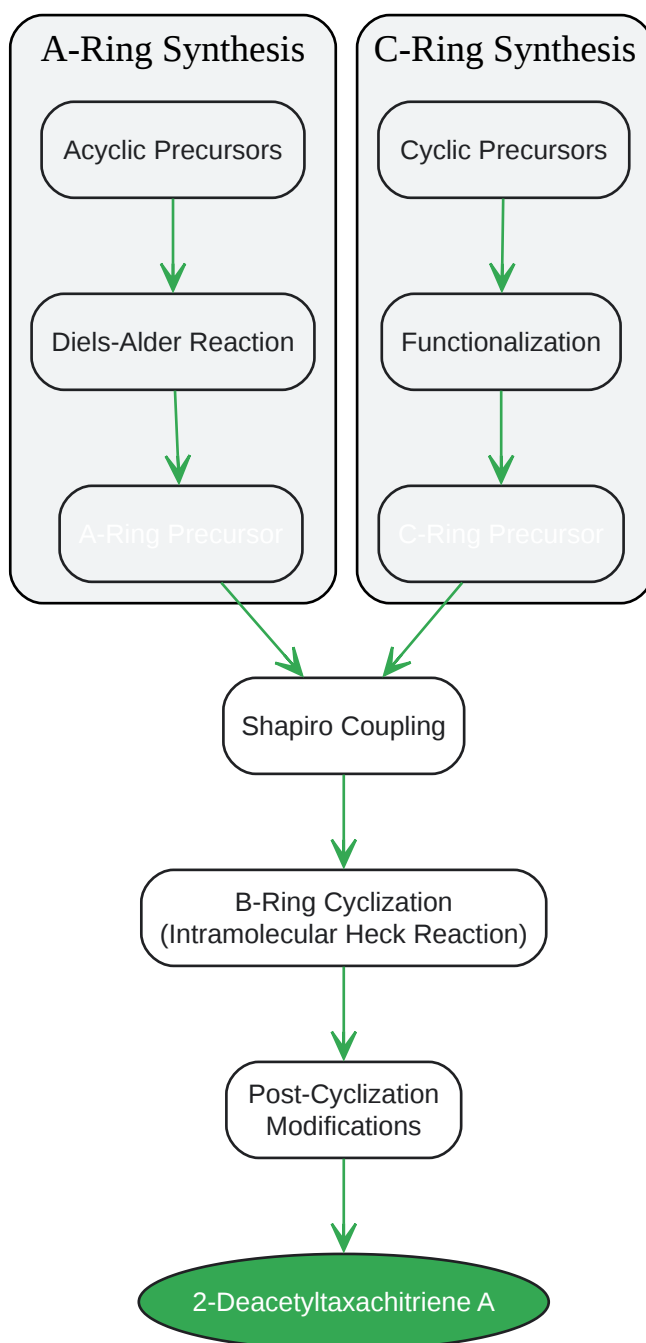 A-Ring Synthesis
C-Ring Synthesis
Acyclic Precursors
Cyclic Precursors
Diels-Alder Reaction
Functionalization
A-Ring Precursor
C-Ring Precursor
Shapiro Coupling
B-Ring Cyclization
(Intramolecular Heck Reaction)
Post-Cyclization
Modifications
2-Deacetyltaxachitriene A